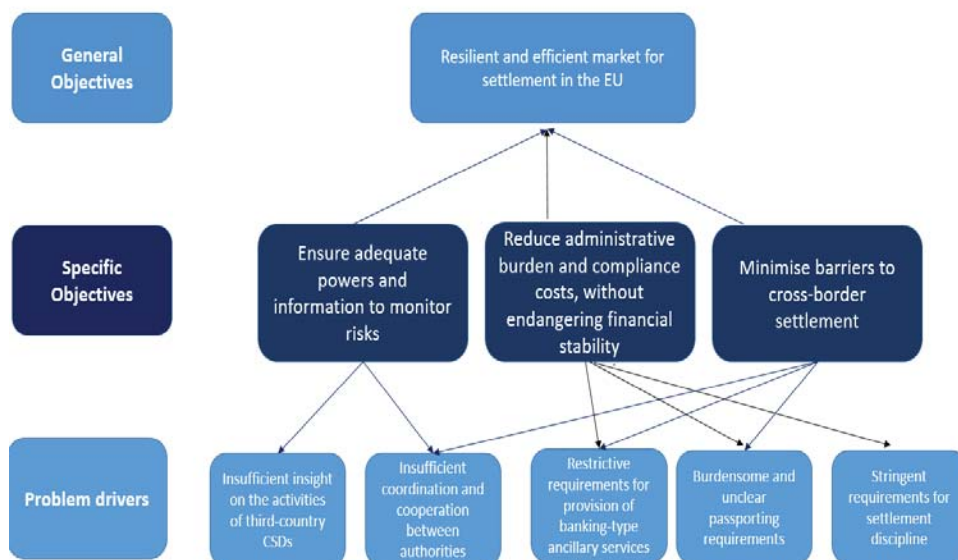 General
Objectives
Resilient and efficient market for
settlement in the EU
Specific
Objectives
Ensure adequate
powers and
information to monitor
risks
Reduce administrative
burden and compliance
costs, without
endangering financial
stability
Minimise barriers to
cross-border
settlement
Problem drivers
Insufficient insight
on the activities
of third-country
CSDs
Insufficient
coordination and
cooperation
between
authorities
Restrictive
requirements for
provision of
banking-type
ancillary services
Burdensome and
unclear
passporting
requirements
Stringent
requirements for
settlement
discipline